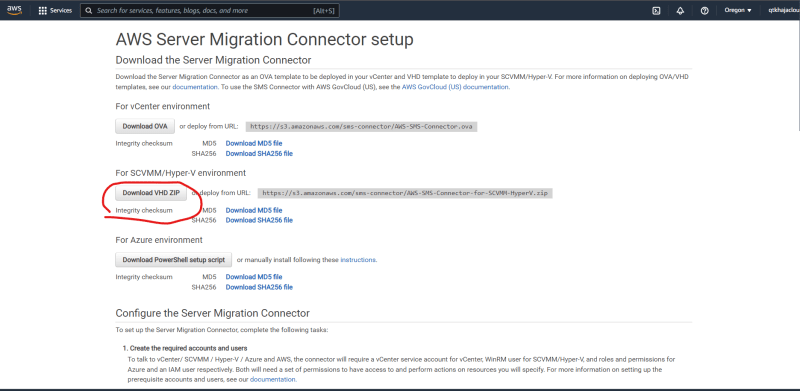 aws
Services
Search for services, features, blogs, docs, and more
[Alt+S]
Oregon
qtkhajaclou
AWS Server Migration Connector setup
Download the Server Migration Connector
Download the Server Migration Connector as an OVA template to be deployed in your vCenter and VHD template to deploy in your SCVMM/Hyper-V. For more information on deploying OVA/VHD
templates, see our documentation. To use the SMS Connector with AWS GovCloud (US), see the AWS GovCloud (US) documentation.
For vCenter environment
Download OVA or deploy from URL: https://s3.amazonaws.com/sms-connector/AWS-SMS-Connector.ova
Integrity checksum MD5 Download MD5 file
SHA256 Download SHA256 file
For SCVMM/Hyper-V environment
Download VHD ZIP or deploy from URL: https://s3.amazonaws.com/sms-connector/AWS-SMS-Connector-for-SCVMM-HyperV.zip
Integrity checksum MD5 Download MD5 file
SHA256 Download SHA256 file
For Azure environment
Download PowerShell setup script or manually install following these instructions.
Integrity checksum MD5 Download MD5 file
SHA256 Download SHA256 file
Configure the Server Migration Connector
To set up the Server Migration Connector, complete the following tasks:
1. Create the required accounts and users
To talk to vCenter/ SCVMM / Hyper-V / Azure and AWS, the connector will require a vCenter service account for vCenter, WinRM user for SCVMM/Hyper-V, and roles and permissions for
Azure and an IAM user respectively. Both will need a set of permissions to have access to and perform actions on resources you will specify. For more information on setting up the
prerequisite accounts and users, see our documentation.